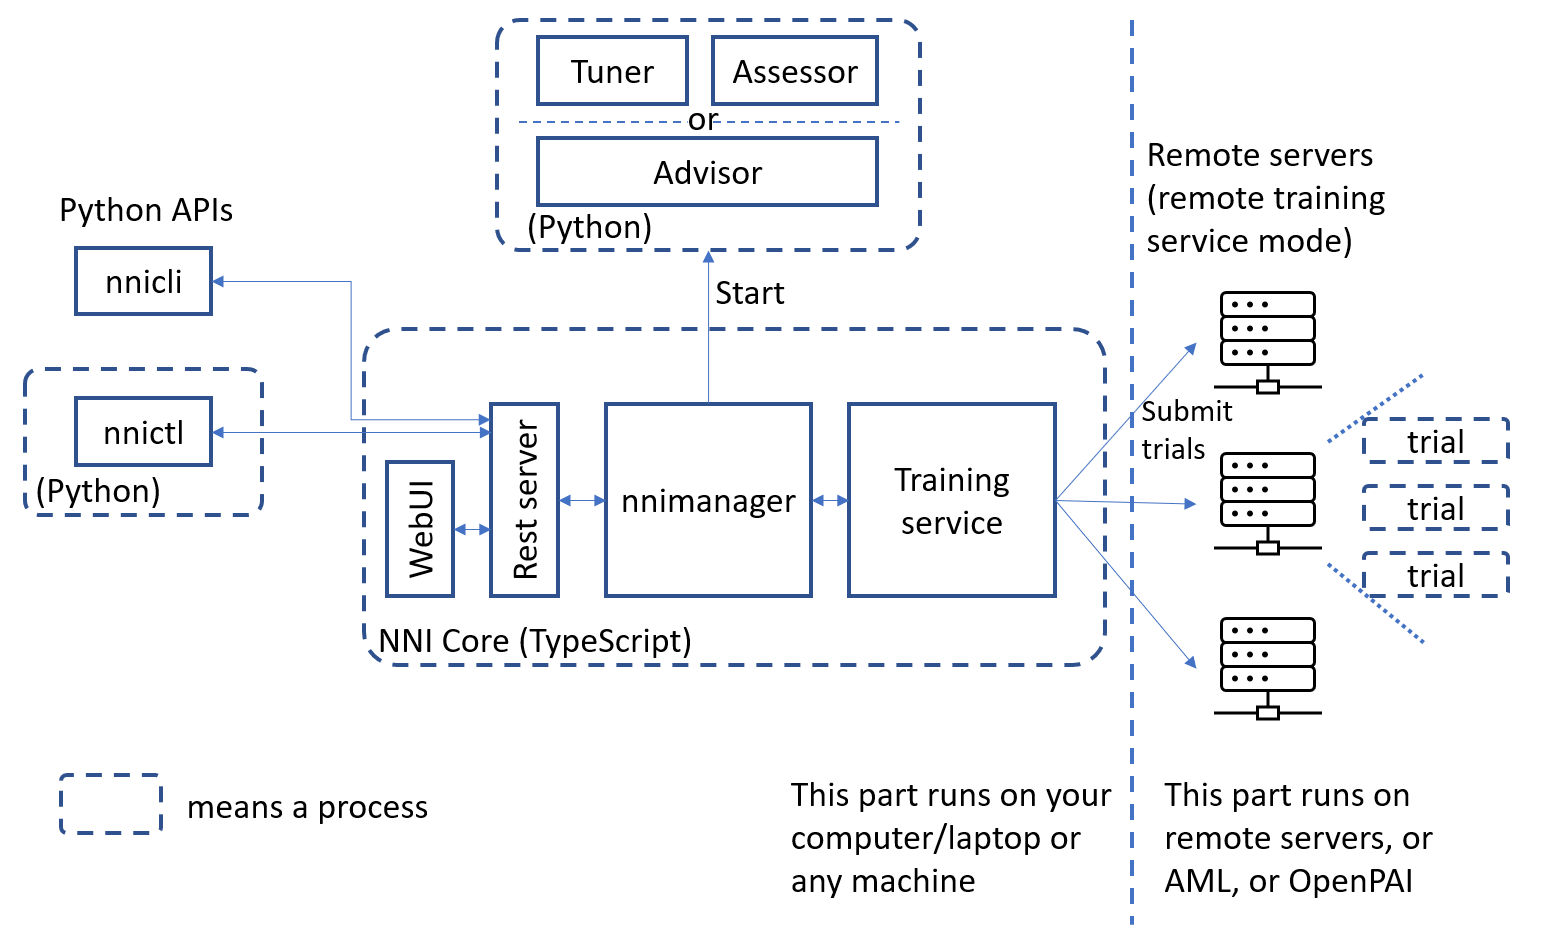 Tuner
Assessor
or
Advisor
(Python)
Python APIs
nnicli
nnictl
(Python)
Start
WebUI
Rest server
nnimanager
Training
service
NNI Core (TypeScript)
Remote servers
(remote training
service mode)
Submit
trials
trial
trial
trial
means a process
This part runs on your
computer/laptop or
any machine
This part runs on
remote servers, or
AML, or OpenPAI